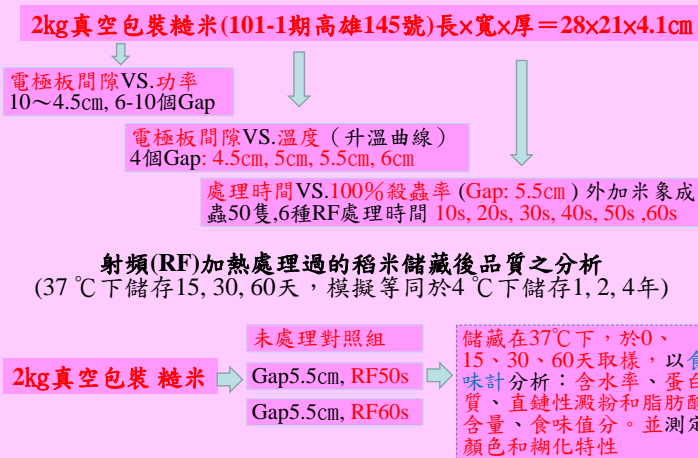 2kg真空包裝糙米(101-1期高雄145號)長×寬×厚＝28×21×4.1cm
電極板間隙VS.功率
10～4.5cm, 6-10個Gap
電極板間隙VS.溫度（升溫曲線）
4個Gap: 4.5cm, 5cm, 5.5cm, 6cm
處理時間VS.100％殺蟲率 (Gap: 5.5cm ) 外加米象成
蟲50隻,6種RF處理時間 10s, 20s, 30s, 40s, 50s ,60s
射頻(RF)加熱處理過的稻米儲藏後品質之分析
(37 ℃下儲存15, 30, 60天，模擬等同於4 ℃下儲存1, 2, 4年)
2kg真空包裝 糙米
未處理對照組
Gap5.5cm, RF50s
Gap5.5cm, RF60s
儲藏在37℃下，於0、
15、30、60天取樣，以食
味計分析：含水率、蛋白
質、直鏈性澱粉和脂肪酸
含量、食味值分。並測定
顏色和糊化特性